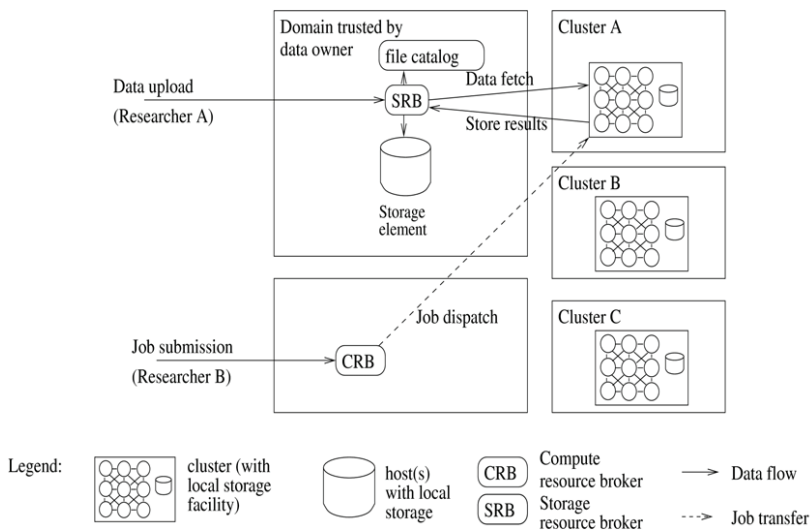 Domain trusted by
data owner
file catalog
Cluster A
Data upload
(Researcher A)
SRB
Data fetch
Store results
Storage
element
Cluster B
Job submission
(Researcher B)
CRB
Job dispatch
Cluster C
Legend:
cluster (with
local storage
facility)
host(s)
with local
storage
CRB
Compute
resource broker
SRB
Storage
resource broker
Data flow
Job transfer